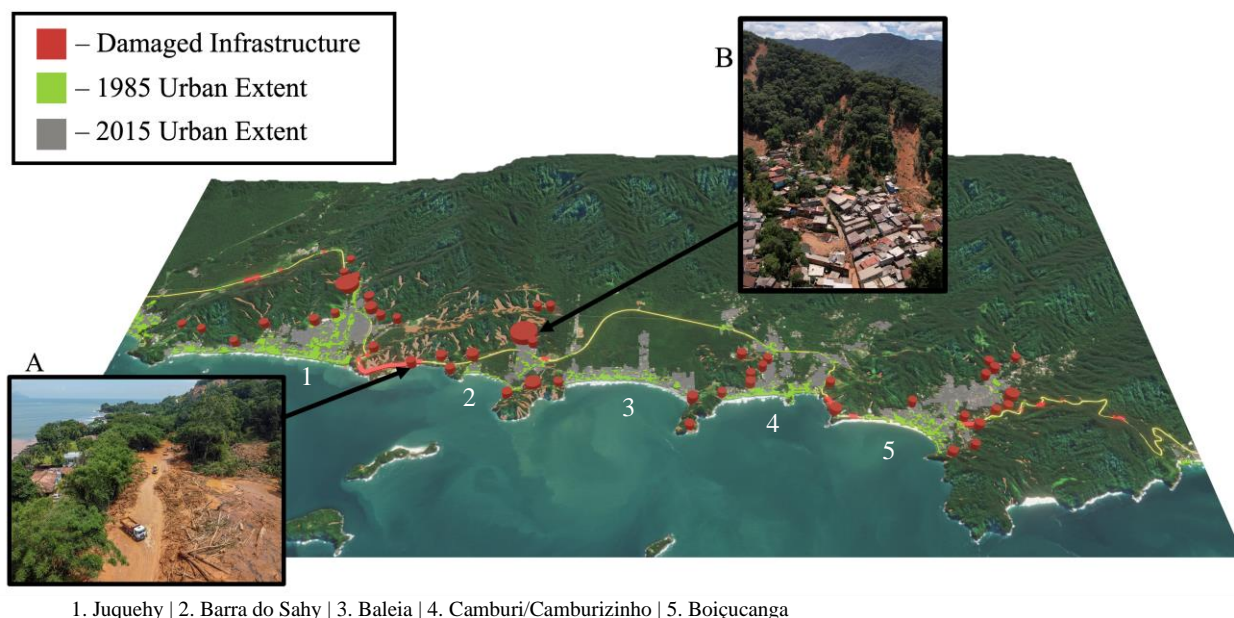 – Damaged Infrastructure
– 1985 Urban Extent
– 2015 Urban Extent
B
A
1
2
3
4
5
1. Juquehy | 2. Barra do Sahy | 3. Baleia | 4. Camburi/Camburizinho | 5. Boiçucanga